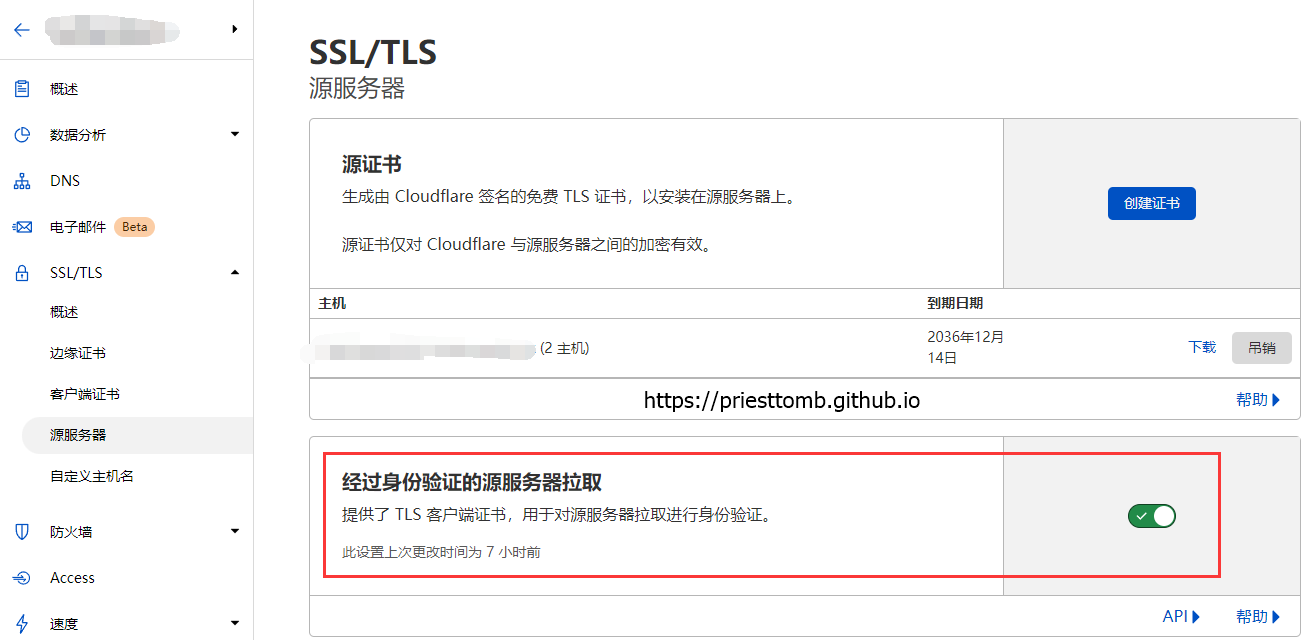 概述
数据分析
DNS
电子邮件 Beta
SSL/TLS
概述
边缘证书
客户端证书
源服务器
自定义主机名
防火墙
Access
速度
SSL/TLS
源服务器
源证书
生成由 Cloudflare 签名的免费 TLS 证书，以安装在源服务器上。
创建证书
源证书仅对 Cloudflare 与源服务器之间的加密有效。
主机 到期日期
(2 主机) 2036年12月
14日 下载 吊销
https://priesttomb.github.io 帮助
经过身份验证的源服务器拉取
提供了 TLS 客户端证书，用于对源服务器拉取进行身份验证。
此设置上次更改时间为 7 小时前
API 帮助